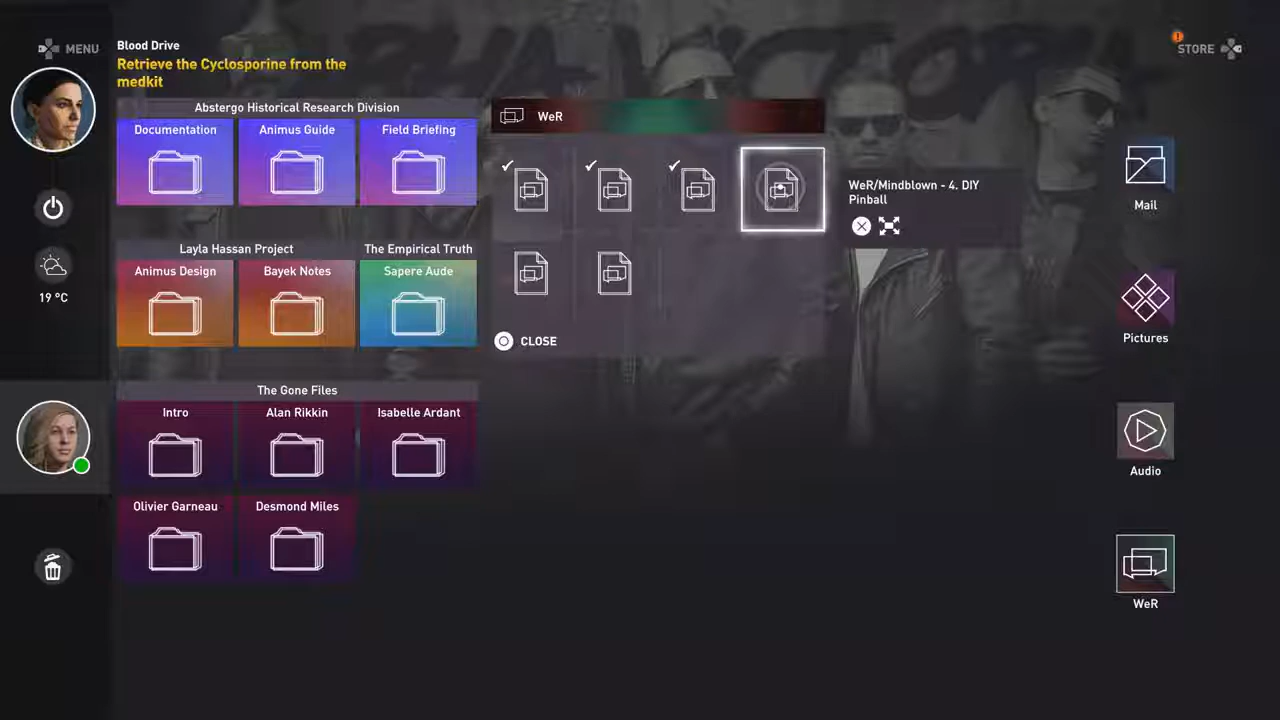 MENU
Blood Drive
Retrieve the Cyclosporine from the
medkit
STORE
Abstergo Historical Research Division
Documentation
Animus Guide
Field Briefing
WeR
WeR/Mindblown - 4. DIY
Pinball
Mail
Layla Hassan Project
The Empirical Truth
Animus Design
Bayek Notes
Sapere Aude
19 °C
CLOSE
Pictures
The Gone Files
Intro
Alan Rikkin
Isabelle Ardant
Audio
Olivier Garneau
Desmond Miles
WeR